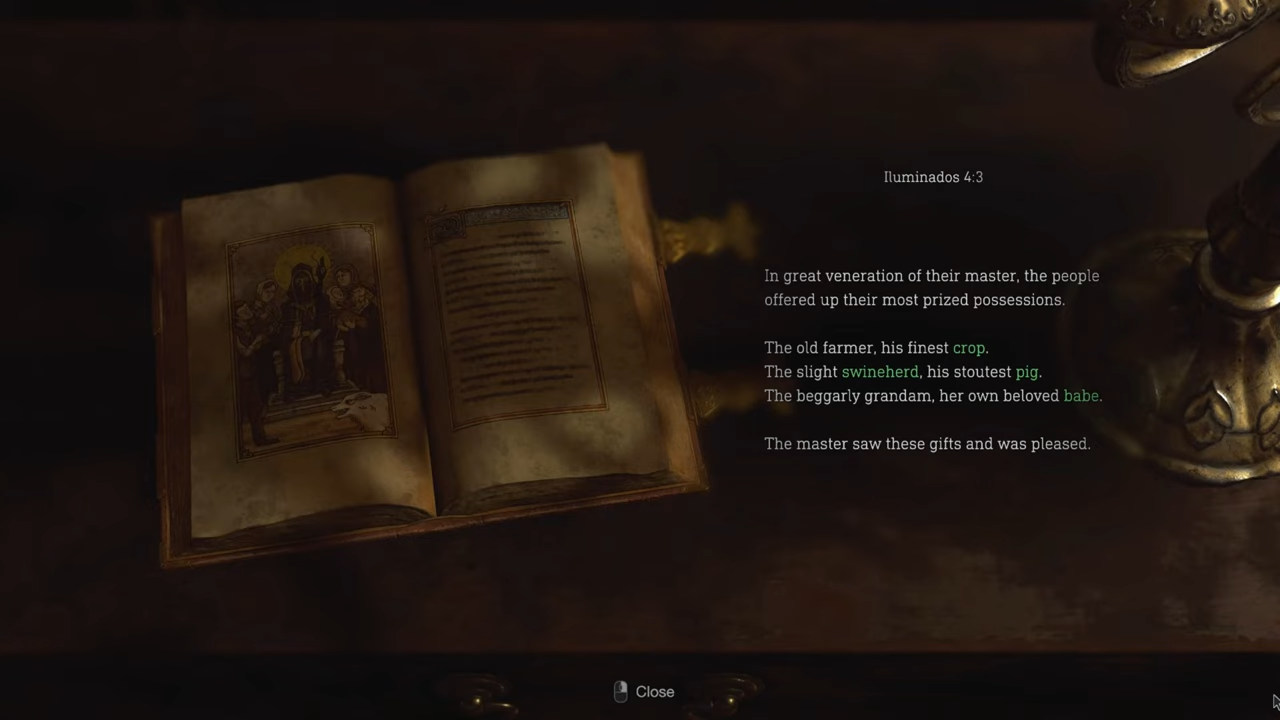 Iluminados 4:3
In great veneration of their master, the people
offered up their most prized possessions.
The old farmer, his finest crop.
The slight swineherd, his stoutest pig.
The beggarly grandam, her own beloved babe.
The master saw these gifts and was pleased.
Close